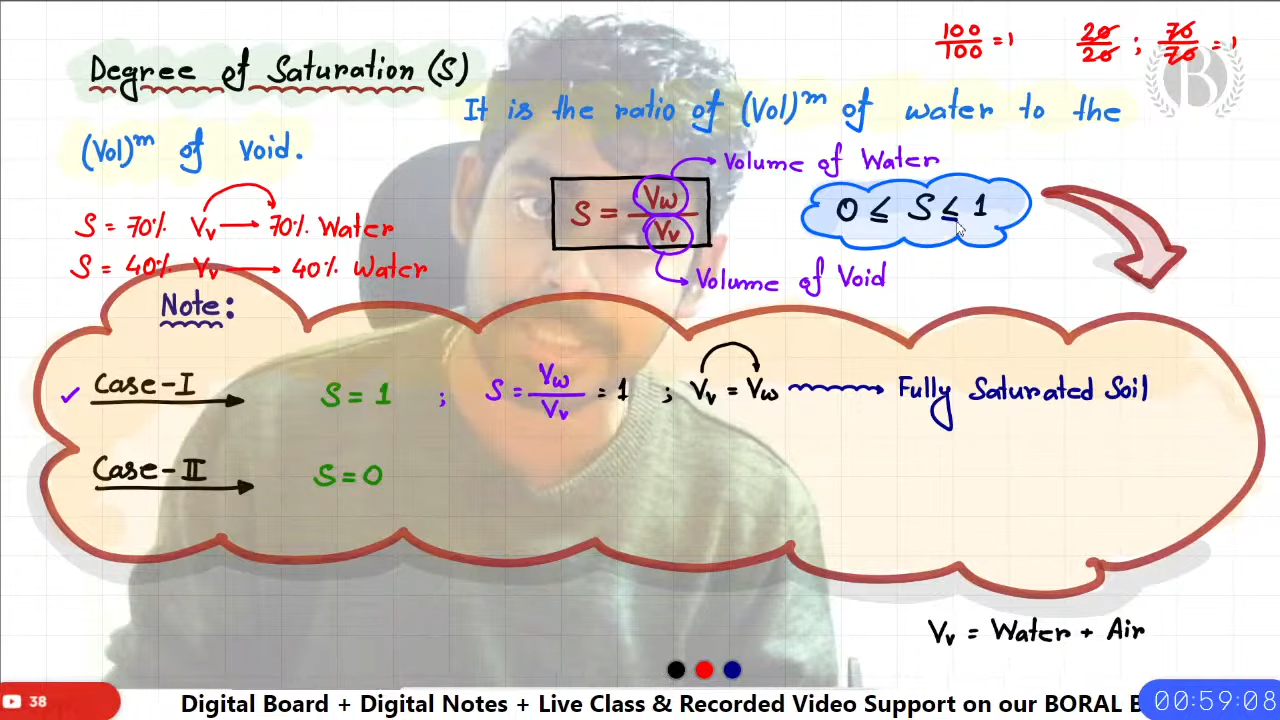 100/100 = 1 20/20 ; 70/70 = 1
Degree of Saturation (S)
It is the ratio of (Vol)^m of water to the
(Vol)^m of void.
Volume of Water
S = Vw/Vv
0 ≤ S ≤ 1
Volume of Void
S = 70% Vv → 70% Water
S = 40% Vv → 40% Water
Note:
✓ Case-I → S = 1 ; S = Vw/Vv = 1 ; Vv = Vw → Fully Saturated Soil
Case-II → S = 0
Vv = Water + Air
B
38
Digital Board + Digital Notes + Live Class & Recorded Video Support on our BORAL
00:59:08